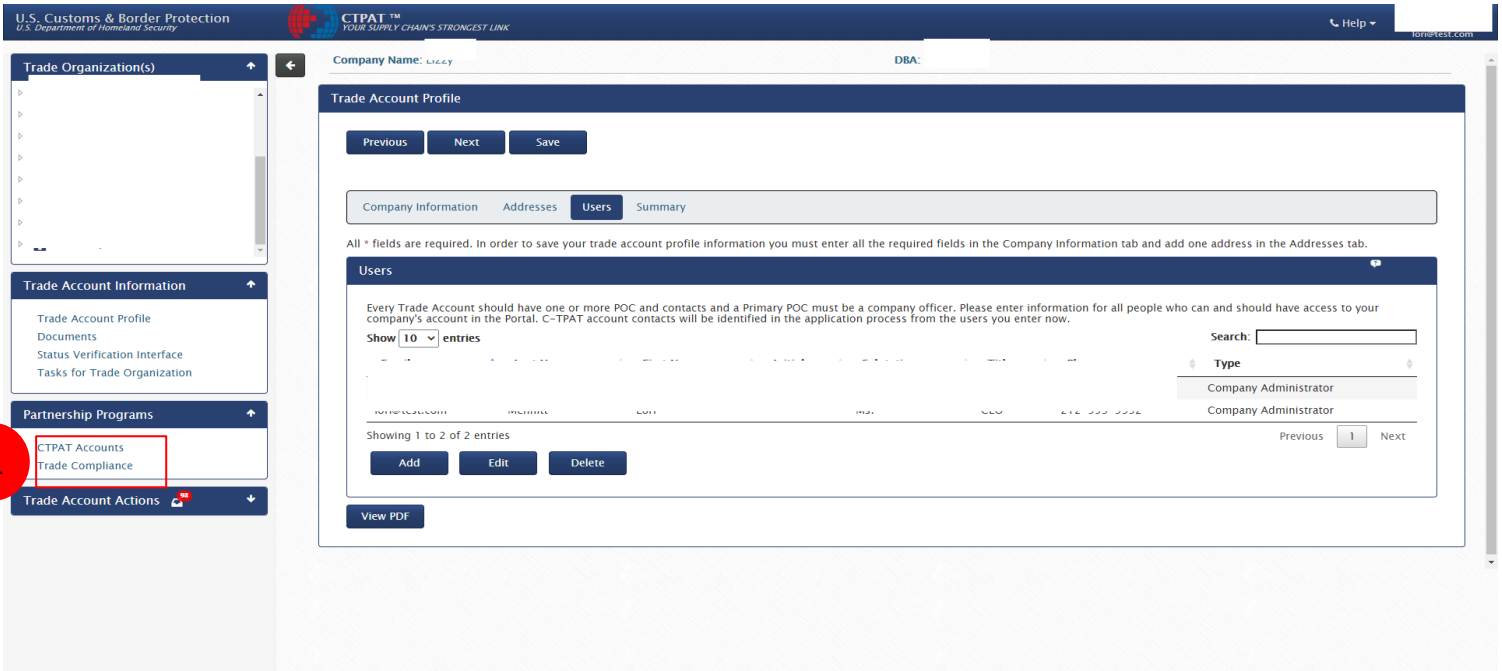 U.S. Customs & Border Protection
U.S. Department of Homeland Security
CTPAT ™
YOUR SUPPLY CHAIN'S STRONGEST LINK
Help
lori@test.com
Trade Organization(s)
Company Name:
DBA:
Trade Account Profile
Previous Next Save
Company Information Addresses Users Summary
All * fields are required. In order to save your trade account profile information you must enter all the required fields in the Company Information tab and add one address in the Addresses tab.
Users
Every Trade Account should have one or more POC and contacts and a Primary POC must be a company officer. Please enter information for all people who can and should have access to your
company's account in the Portal. C-TPAT account contacts will be identified in the application process from the users you enter now.
Show 10 entries
Search:
Type
Company Administrator
Company Administrator
Showing 1 to 2 of 2 entries
Previous 1 Next
Add Edit Delete
View PDF
Trade Account Information
Trade Account Profile
Documents
Status Verification Interface
Tasks for Trade Organization
Partnership Programs
CTPAT Accounts
Trade Compliance
Trade Account Actions 98